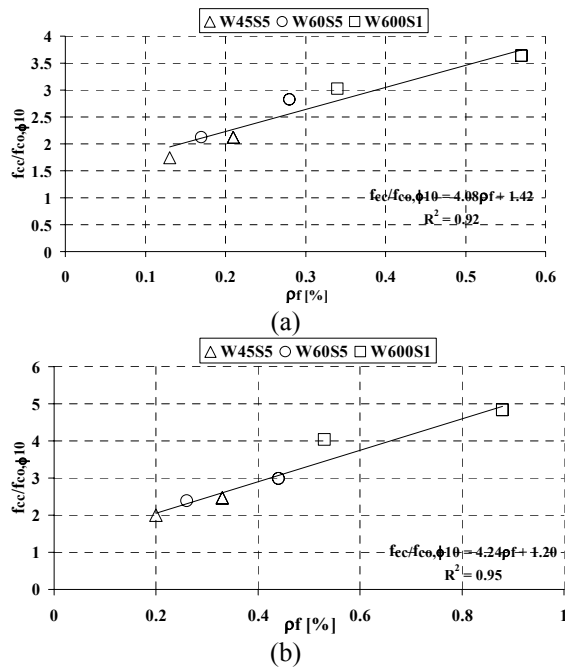 W45S5 W60S5 W600S1
4
3.5
3
2.5
2
1.5
1
0.5
0
fcc/fco,ϕ10
fcc/fco,ϕ10 = 4.08ρf + 1.42
R² = 0.92
0 0.1 0.2 0.3 0.4 0.5 0.6
ρf [%]
(a)
W45S5 W60S5 W600S1
6
5
4
3
2
1
0
fcc/fco,ϕ10
fcc/fco,ϕ10 = 4.24ρf + 1.20
R² = 0.95
0 0.2 0.4 0.6 0.8 1
ρf [%]
(b)